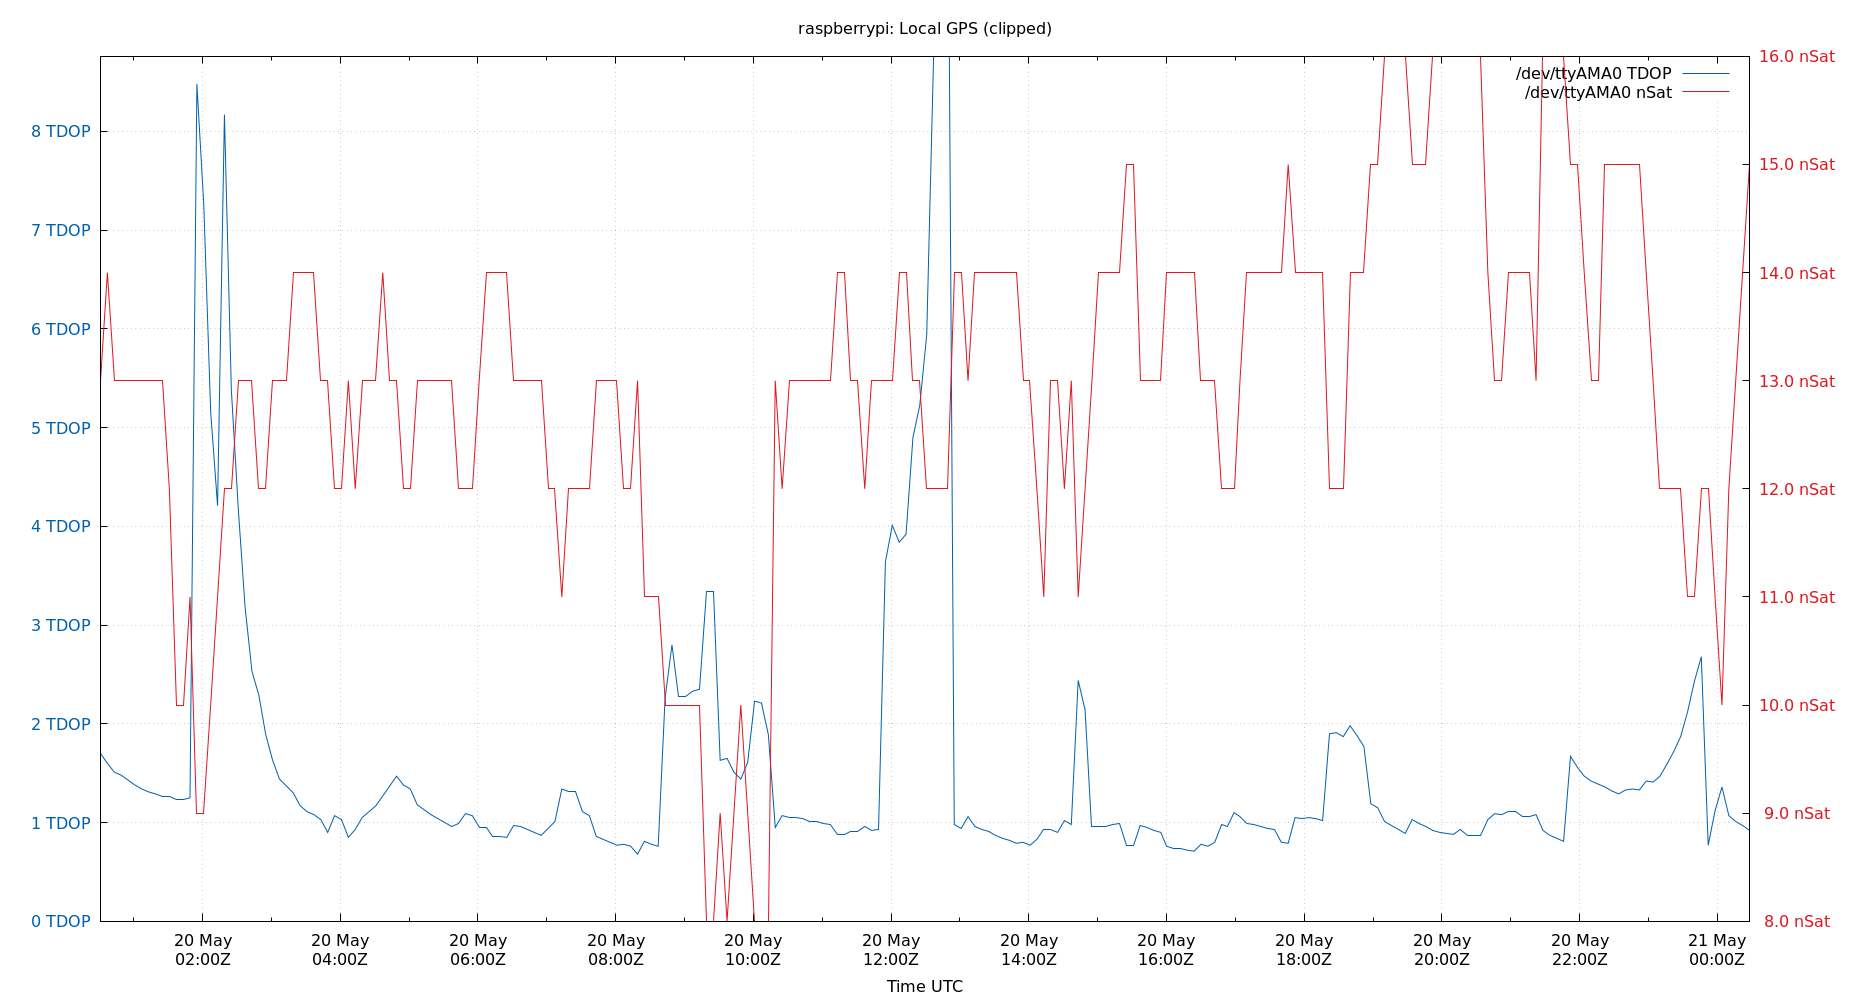 raspberrypi: Local GPS (clipped)
16.0 nSat
/dev/ttyAMA0 TDOP
/dev/ttyAMA0 nSat
8 TDOP
15.0 nSat
7 TDOP
14.0 nSat
6 TDOP
13.0 nSat
5 TDOP
12.0 nSat
4 TDOP
11.0 nSat
3 TDOP
10.0 nSat
2 TDOP
9.0 nSat
1 TDOP
0 TDOP
8.0 nSat
20 May 20 May 20 May 20 May 20 May 20 May 20 May 20 May 20 May 20 May 20 May 21 May
02:00Z 04:00Z 06:00Z 08:00Z 10:00Z 12:00Z 14:00Z 16:00Z 18:00Z 20:00Z 22:00Z 00:00Z
Time UTC